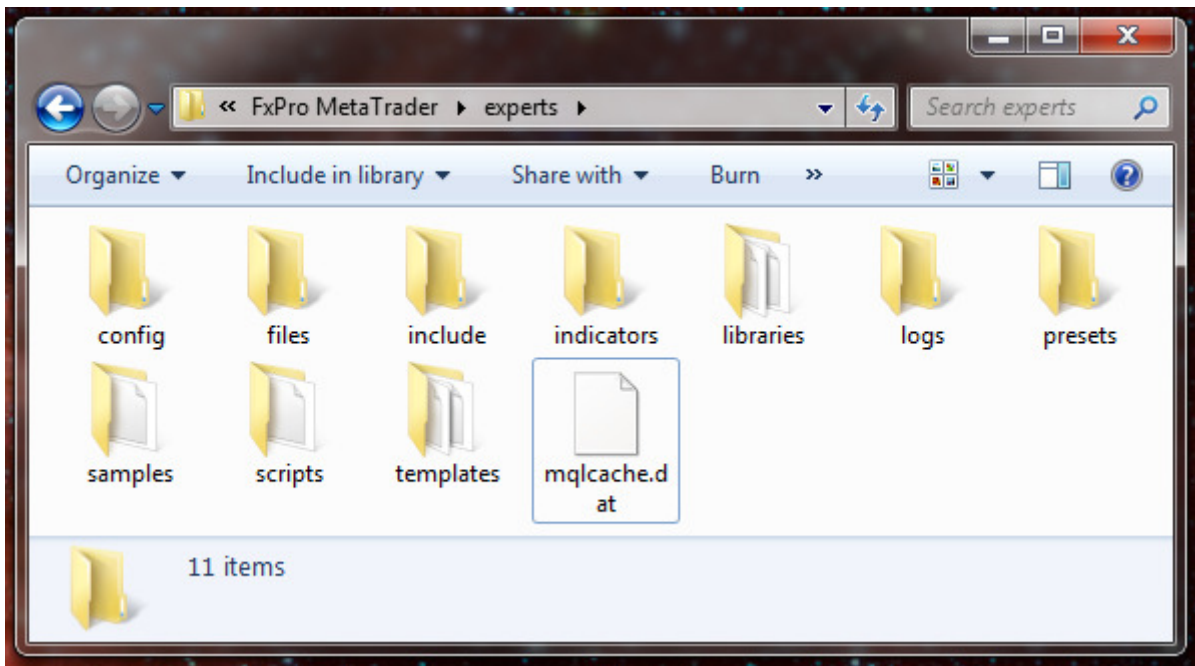 « FxPro MetaTrader experts Search experts
Organize Include in library Share with Burn »
config files include indicators libraries logs presets
samples scripts templates mqlcache.d
at
11 items